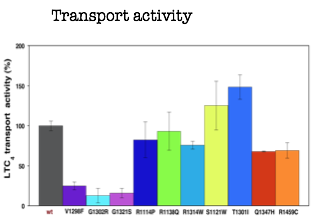 Transport activity
LTC4 transport activity (%)
200
150
100
50
0
wt V1298F G1302R G1321S R1114P R1138Q R1314W S1121W T1301I Q1347H R1459C